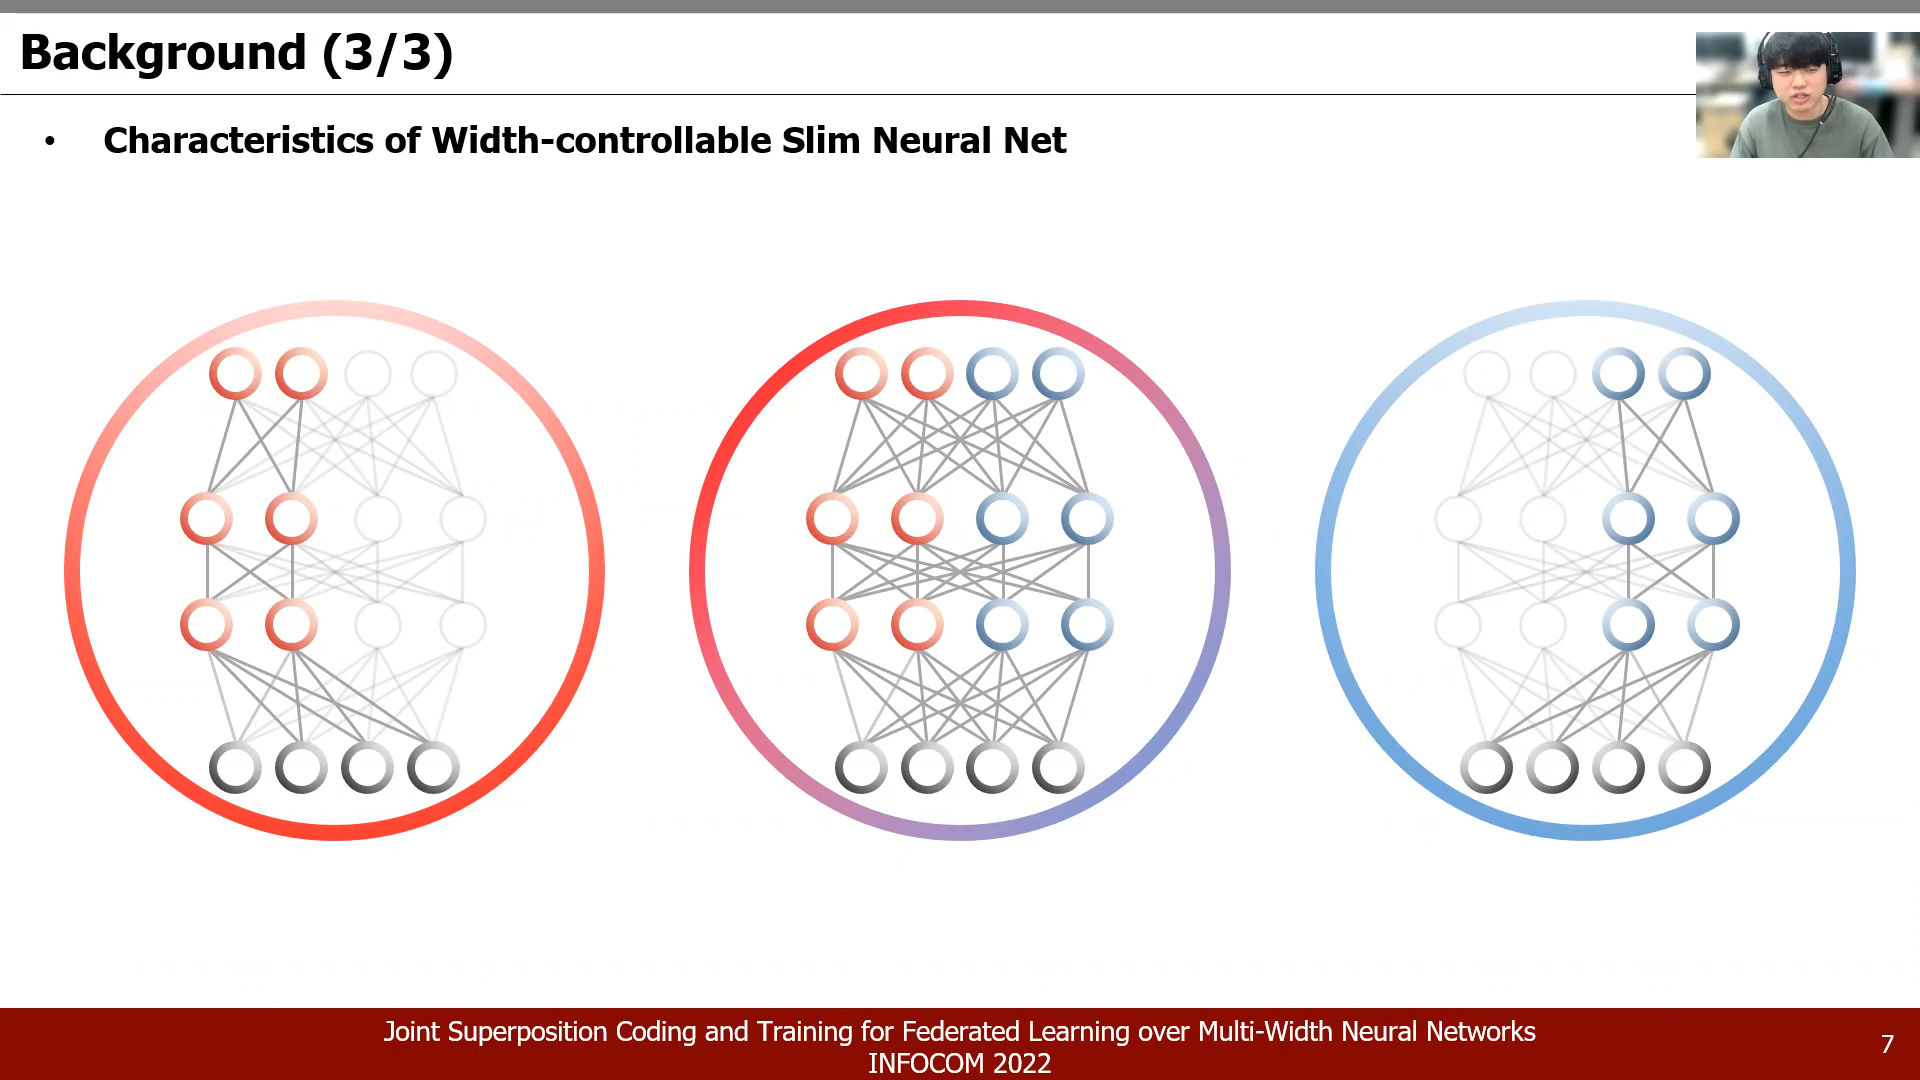 Background (3/3)
• Characteristics of Width-controllable Slim Neural Net
Joint Superposition Coding and Training for Federated Learning over Multi-Width Neural Networks
INFOCOM 2022
7